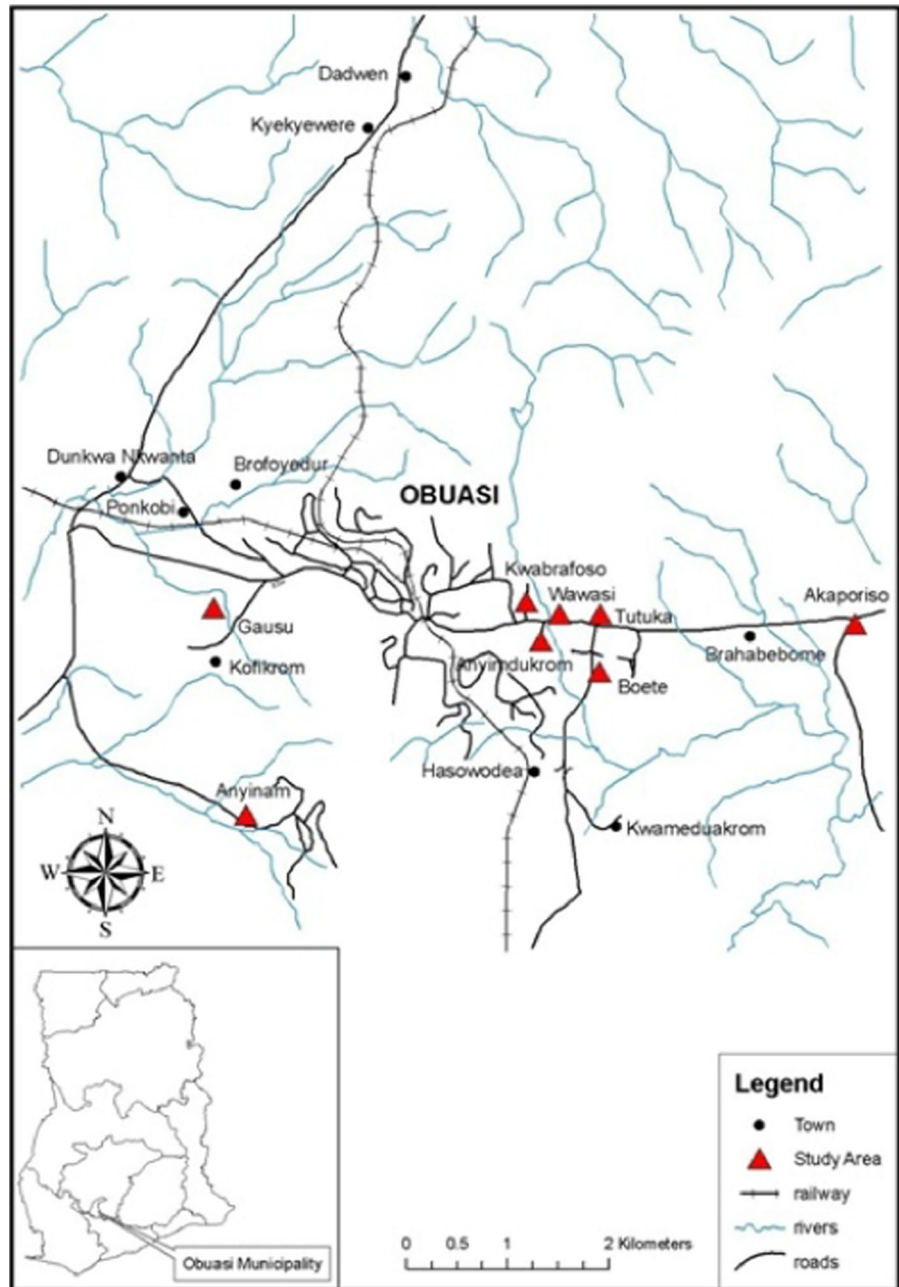 Dadwen
Kyekyewere
Dunkwa Nkwanta
Brofoyedur
Ponkobi
OBUASI
Kwabrafoso
Wawasi
Akaporiso
Tutuka
Gausu
Anyimdukrom
Brahabebome
Kofikrom
Boete
Hasowodea
Anyinam
Kwameduakrom
N
W E
S
Obuasi Municipality
Legend
Town
Study Area
railway
rivers
roads
0 0.5 1 2 Kilometers